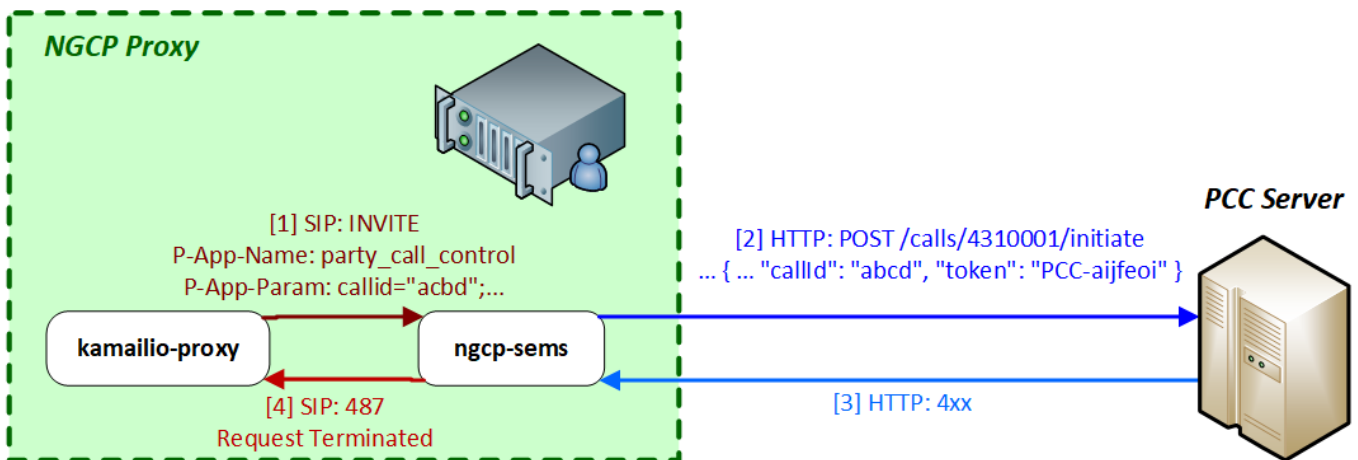 NGCP Proxy
[1] SIP: INVITE
P-App-Name: party_call_control
P-App-Param: callid="acbd";...
kamailio-proxy
ngcp-sems
[4] SIP: 487
Request Terminated
[2] HTTP: POST /calls/4310001/initiate
... { ... "callId": "abcd", "token": "PCC-aijfeoi" }
[3] HTTP: 4xx
PCC Server